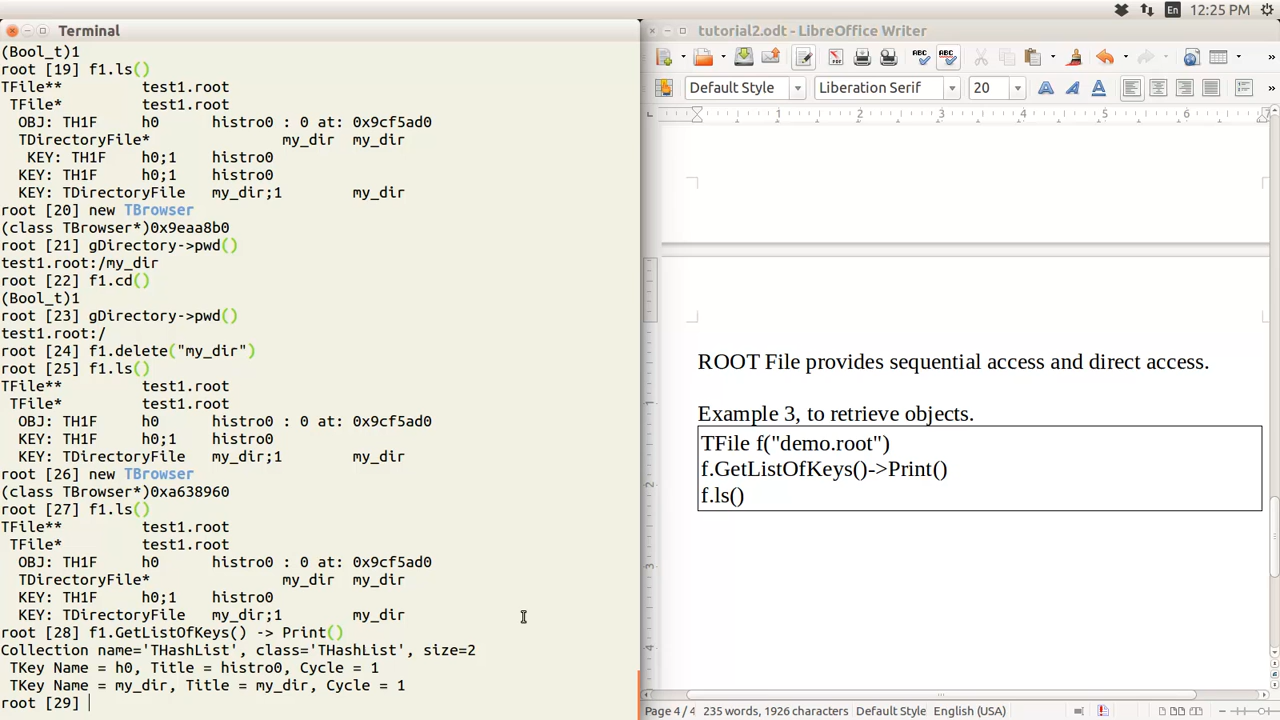 En 12:25 PM
Terminal
(Bool_t)1
root [19] f1.ls()
TFile** test1.root
TFile* test1.root
OBJ: TH1F h0 histro0 : 0 at: 0x9cf5ad0
TDirectoryFile* my_dir my_dir
KEY: TH1F h0;1 histro0
KEY: TH1F h0;1 histro0
KEY: TDirectoryFile my_dir;1 my_dir
root [20] new TBrowser
(class TBrowser*)0x9eaa8b0
root [21] gDirectory->pwd()
test1.root:/my_dir
root [22] f1.cd()
(Bool_t)1
root [23] gDirectory->pwd()
test1.root:/
root [24] f1.delete("my_dir")
root [25] f1.ls()
TFile** test1.root
TFile* test1.root
OBJ: TH1F h0 histro0 : 0 at: 0x9cf5ad0
KEY: TH1F h0;1 histro0
KEY: TDirectoryFile my_dir;1 my_dir
root [26] new TBrowser
(class TBrowser*)0xa638960
root [27] f1.ls()
TFile** test1.root
TFile* test1.root
OBJ: TH1F h0 histro0 : 0 at: 0x9cf5ad0
TDirectoryFile* my_dir my_dir
KEY: TH1F h0;1 histro0
KEY: TDirectoryFile my_dir;1 my_dir
root [28] f1.GetListOfKeys() -> Print()
Collection name='THashList', class='THashList', size=2
TKey Name = h0, Title = histro0, Cycle = 1
TKey Name = my_dir, Title = my_dir, Cycle = 1
root [29]
tutorial2.odt - LibreOffice Writer
Default Style Liberation Serif 20
1 2 3 4 5 6 7
ROOT File provides sequential access and direct access.
Example 3, to retrieve objects.
TFile f("demo.root")
f.GetListOfKeys()->Print()
f.ls()
Page 4 / 4 235 words, 1926 characters Default Style English (USA)